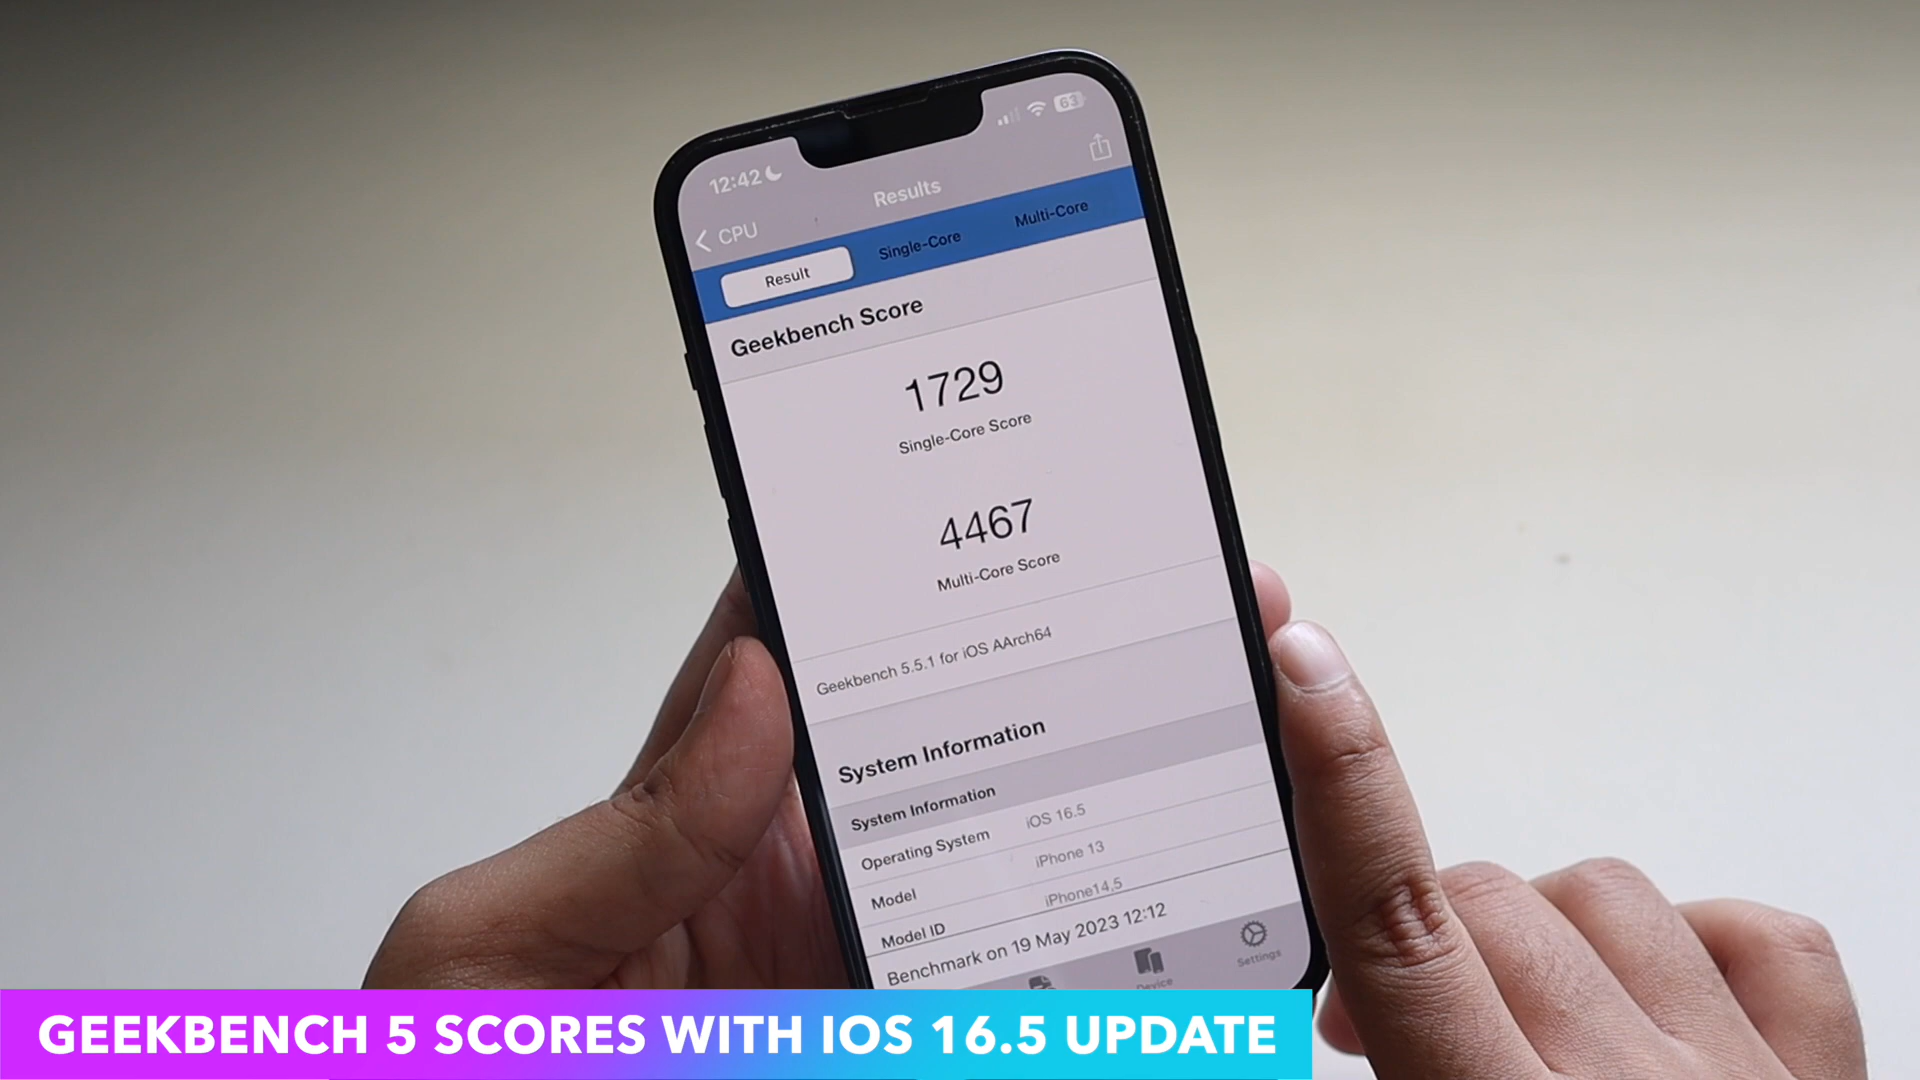 12:42
63
CPU
Results
Result
Single-Core
Multi-Core
Geekbench Score
1729
Single-Core Score
4467
Multi-Core Score
Geekbench 5.5.1 for iOS AArch64
System Information
System Information
Operating System iOS 16.5
Model iPhone 13
Model ID iPhone14,5
Benchmark on 19 May 2023 12:12
Device
Settings
GEEKBENCH 5 SCORES WITH IOS 16.5 UPDATE